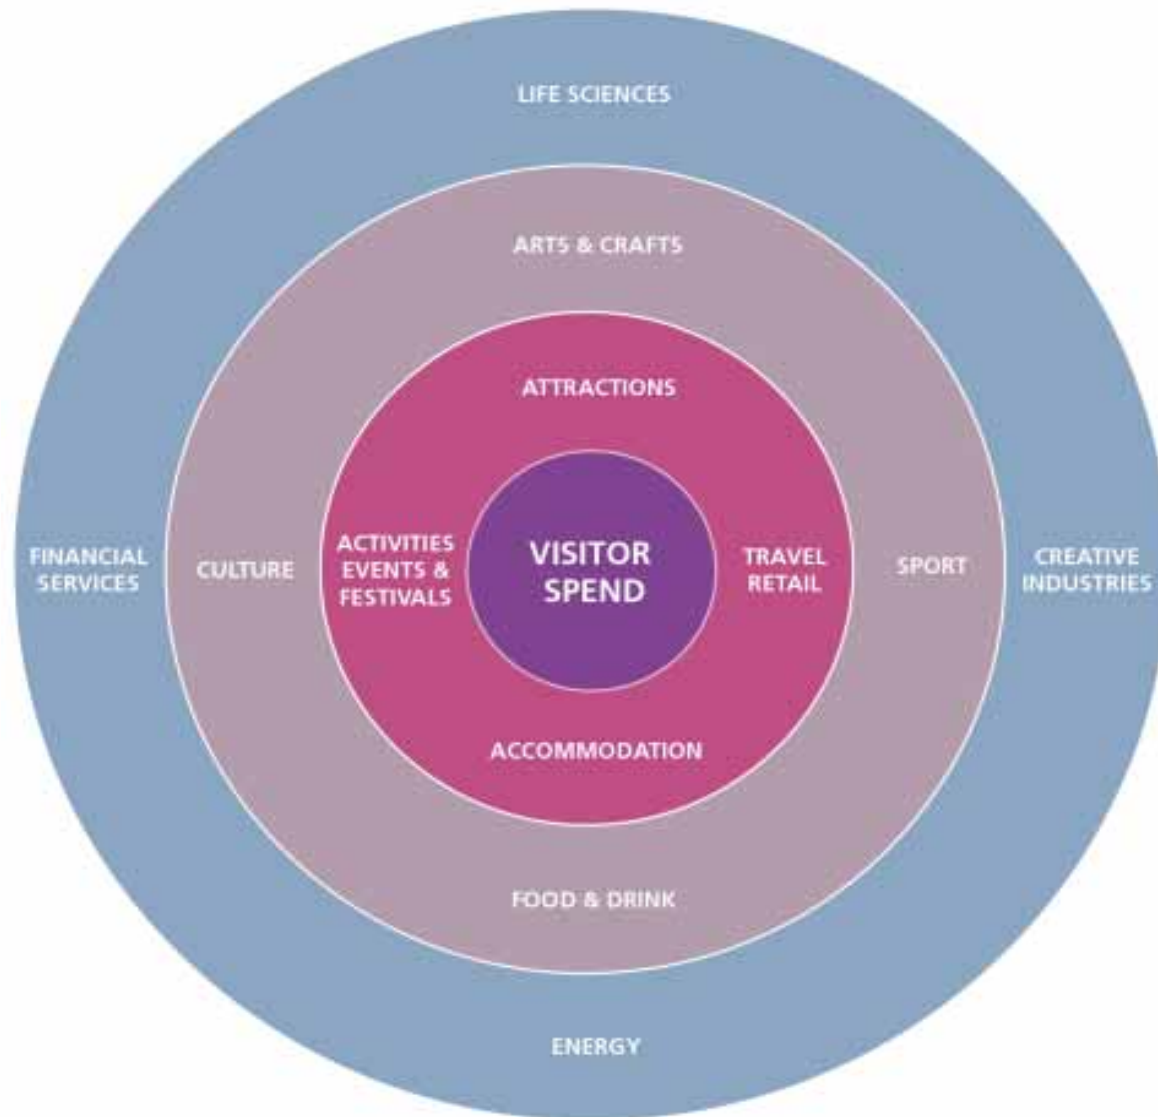 LIFE SCIENCES
ARTS & CRAFTS
ATTRACTIONS
FINANCIAL
SERVICES
CULTURE
ACTIVITIES
EVENTS &
FESTIVALS
VISITOR
SPEND
TRAVEL
RETAIL
SPORT
CREATIVE
INDUSTRIES
ACCOMMODATION
FOOD & DRINK
ENERGY